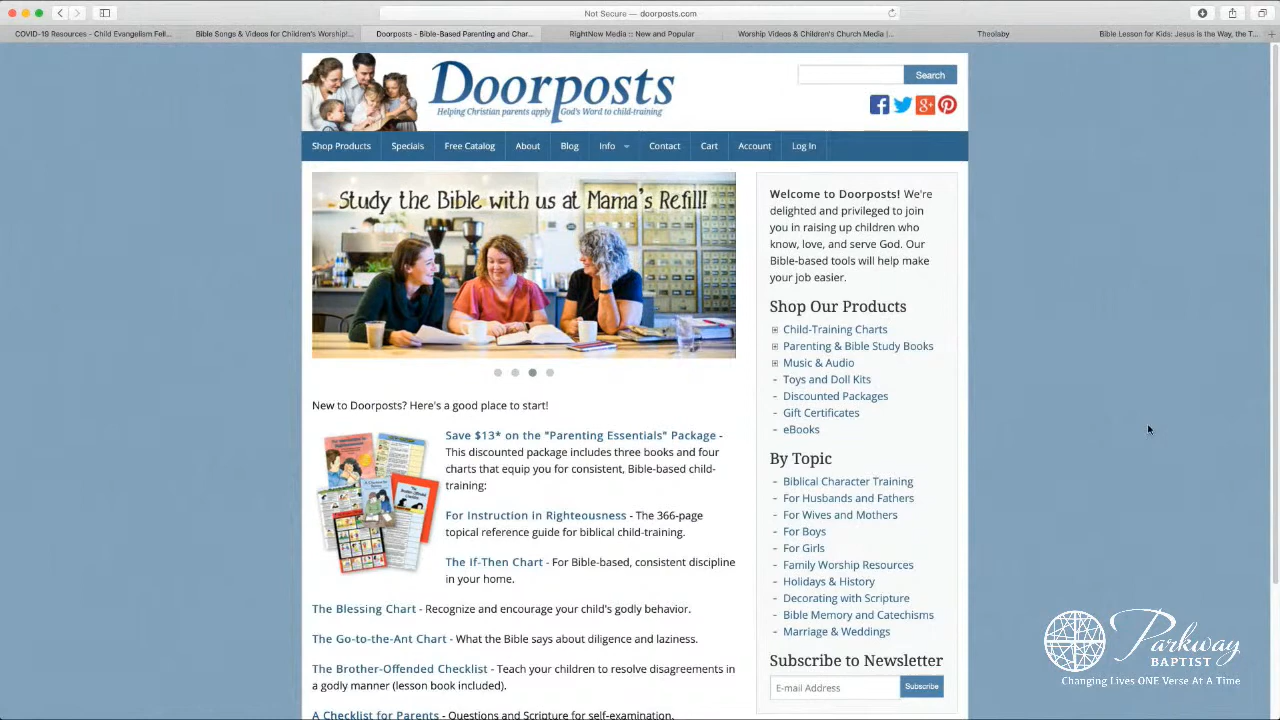 Not Secure — doorposts.com
COVID-19 Resources - Child Evangelism Fell...
Bible Songs & Videos for Children's Worship|...
Doorposts - Bible-Based Parenting and Char...
RightNow Media :: New and Popular
Worship Videos & Children's Church Media |...
Theolaby
Bible Lesson for Kids: Jesus is the Way, the T...
Doorposts
Helping Christian parents apply God's Word to child-training
Search
Shop Products
Specials
Free Catalog
About
Blog
Info
Contact
Cart
Account
Log In
Study the Bible with us at Mama's Refill!
New to Doorposts? Here's a good place to start!
Save $13* on the "Parenting Essentials" Package -
This discounted package includes three books and four
charts that equip you for consistent, Bible-based child-
training:
For Instruction in Righteousness - The 366-page
topical reference guide for biblical child-training.
The If-Then Chart - For Bible-based, consistent discipline
in your home.
The Blessing Chart - Recognize and encourage your child's godly behavior.
The Go-to-the-Ant Chart - What the Bible says about diligence and laziness.
The Brother-Offended Checklist - Teach your children to resolve disagreements in
a godly manner (lesson book included).
A Checklist for Parents - Questions and Scripture for self-examination.
Welcome to Doorposts! We're
delighted and privileged to join
you in raising up children who
know, love, and serve God. Our
Bible-based tools will help make
your job easier.
Shop Our Products
Child-Training Charts
Parenting & Bible Study Books
Music & Audio
- Toys and Doll Kits
- Discounted Packages
- Gift Certificates
- eBooks
By Topic
- Biblical Character Training
- For Husbands and Fathers
- For Wives and Mothers
- For Boys
- For Girls
- Family Worship Resources
- Holidays & History
- Decorating with Scripture
- Bible Memory and Catechisms
- Marriage & Weddings
Subscribe to Newsletter
E-mail Address
Subscribe
Parkway
BAPTIST
Changing Lives ONE Verse At A Time